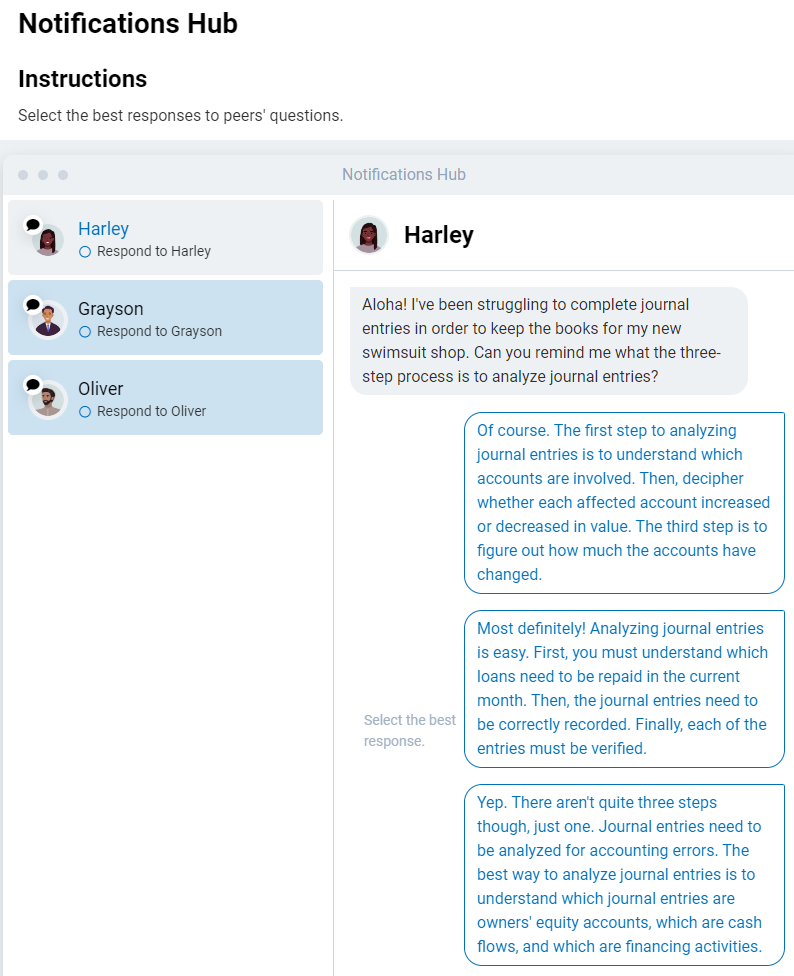 Notifications Hub
Instructions
Select the best responses to peers' questions.
Notifications Hub
Harley
Respond to Harley
Grayson
Respond to Grayson
Oliver
Respond to Oliver
Harley
Aloha! I've been struggling to complete journal
entries in order to keep the books for my new
swimsuit shop. Can you remind me what the three-
step process is to analyze journal entries?
Of course. The first step to analyzing
journal entries is to understand which
accounts are involved. Then, decipher
whether each affected account increased
or decreased in value. The third step is to
figure out how much the accounts have
changed.
Most definitely! Analyzing journal entries
is easy. First, you must understand which
loans need to be repaid in the current
month. Then, the journal entries need to
be correctly recorded. Finally, each of the
entries must be verified.
Select the best
response.
Yep. There aren't quite three steps
though, just one. Journal entries need to
be analyzed for accounting errors. The
best way to analyze journal entries is to
understand which journal entries are
owners' equity accounts, which are cash
flows, and which are financing activities.